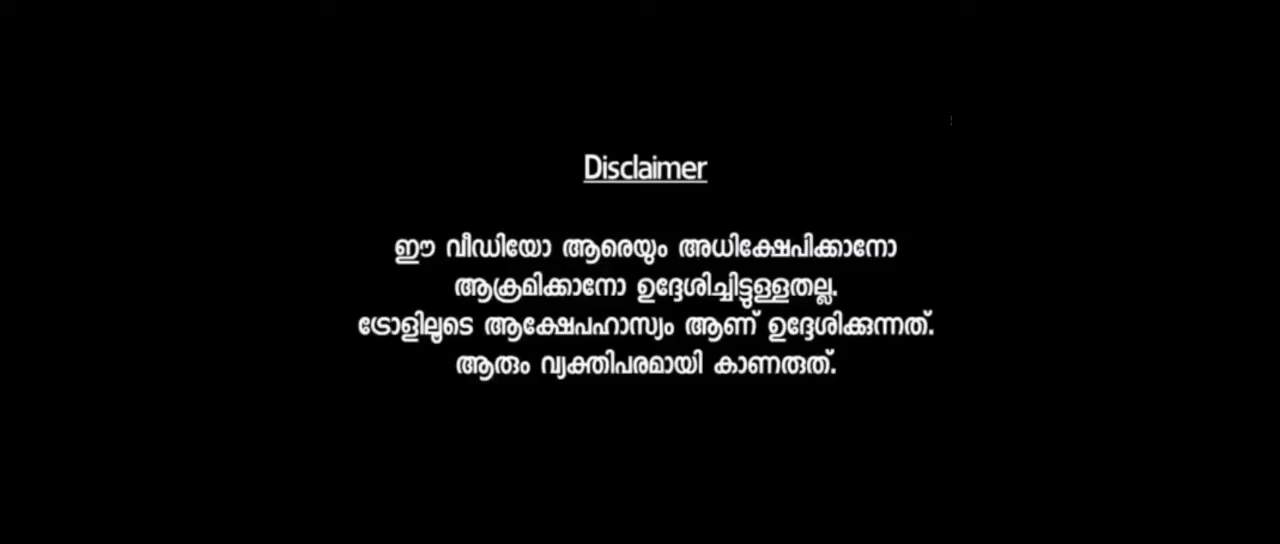 Disclaimer
ഈ വീഡിയോ ആരെയും അധിക്ഷേപിക്കാനോ
ആക്രമിക്കാനോ ഉദ്ദേശിച്ചിട്ടുള്ളതല്ല.
ട്രോളിലൂടെ ആക്ഷേപഹാസ്യം ആണ് ഉദ്ദേശിക്കുന്നത്.
ആരും വ്യക്തിപരമായി കാണരുത്.